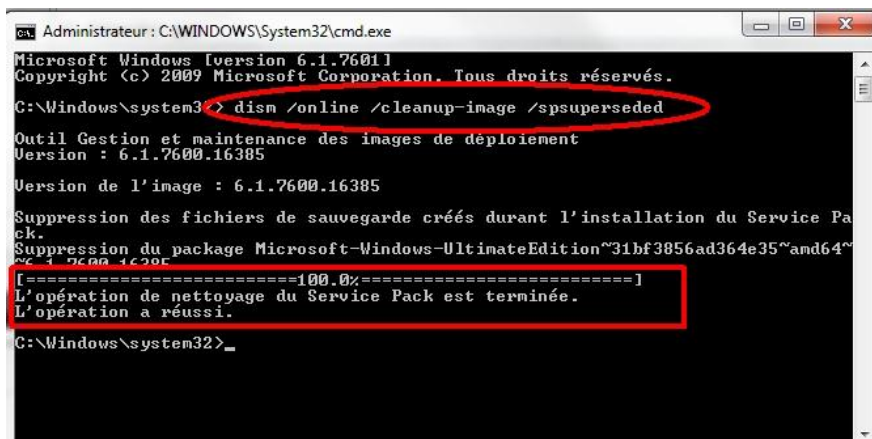 Administrateur : C:\WINDOWS\System32\cmd.exe
Microsoft Windows [version 6.1.7601]
Copyright (c) 2009 Microsoft Corporation. Tous droits réservés.
C:\Windows\system32> dism /online /cleanup-image /spsuperseded
Outil Gestion et maintenance des images de déploiement
Version : 6.1.7600.16385
Version de l'image : 6.1.7600.16385
Suppression des fichiers de sauvegarde créés durant l'installation du Service Pa
ck.
Suppression du package Microsoft-Windows-UltimateEdition~31bf3856ad364e35~amd64~
~6.1.7600.16385
[===========================100.0%===========================]
L'opération de nettoyage du Service Pack est terminée.
L'opération a réussi.
C:\Windows\system32>_